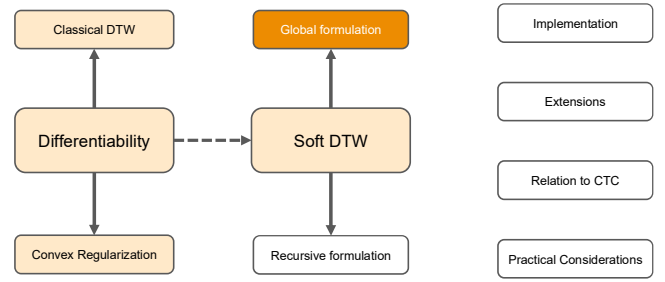 Classical DTW
Global formulation
Implementation
Extensions
Differentiability
Soft DTW
Relation to CTC
Convex Regularization
Recursive formulation
Practical Considerations